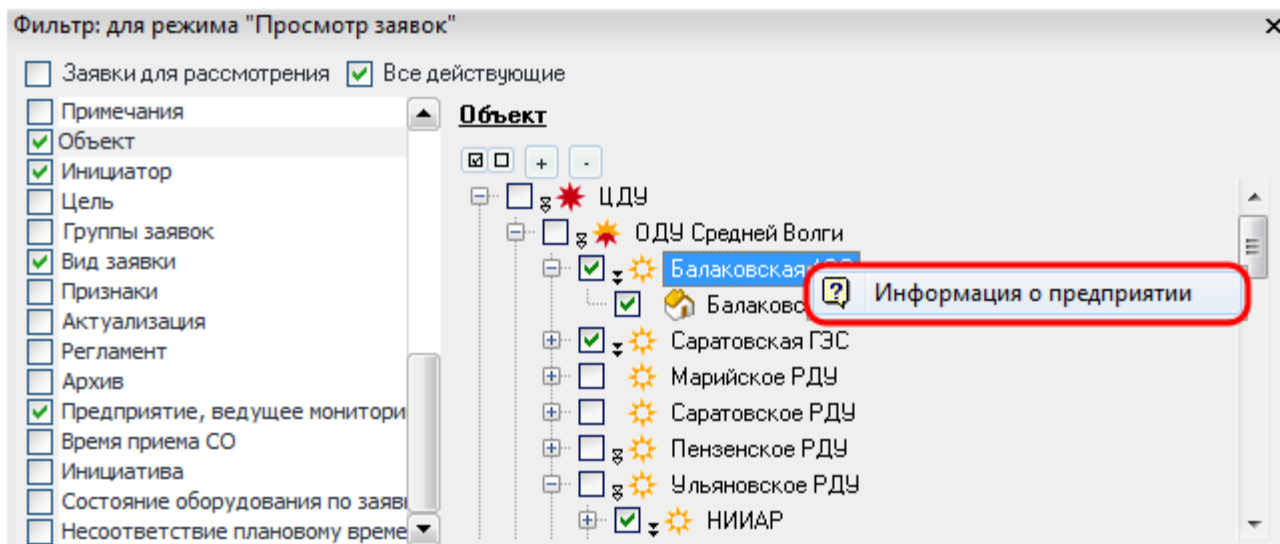 Фильтр: для режима "Просмотр заявок"
Заявки для рассмотрения Все действующие
Примечания
Объект
Инициатор
Цель
Группы заявок
Вид заявки
Признаки
Актуализация
Регламент
Архив
Предприятие, ведущее монитори
Время приема СО
Инициатива
Состояние оборудования по заяв
Несоответствие плановому време
Объект
+ -
ЦДУ
ОДУ Средней Волги
Балаковская
Информация о предприятии
Балаковс
Саратовская ГЭС
Марийское РДУ
Саратовское РДУ
Пензенское РДУ
Ульяновское РДУ
НИИАР